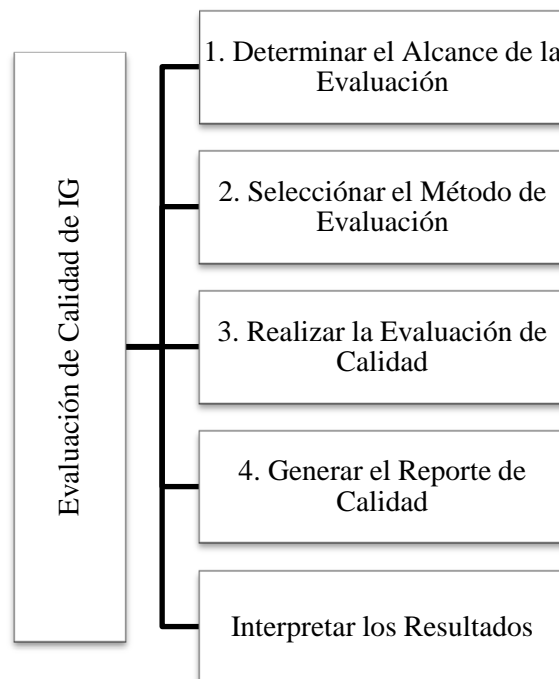 Evaluación de Calidad de IG
1. Determinar el Alcance de la
Evaluación
2. Selecciónar el Método de
Evaluación
3. Realizar la Evaluación de
Calidad
4. Generar el Reporte de
Calidad
Interpretar los Resultados